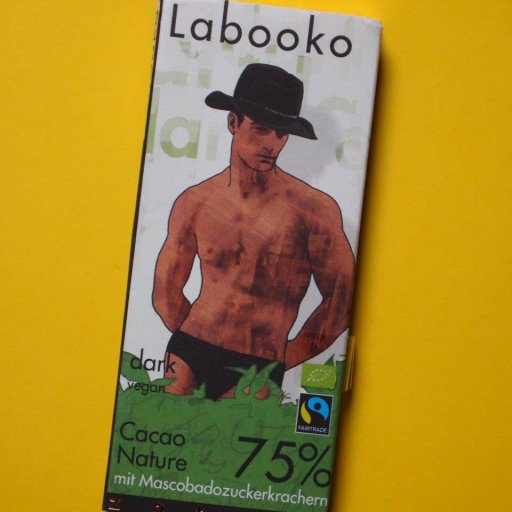 Labooko
dark
vegan
FAIRTRADE
Cacao
Nature
75%
mit Mascobadozuckerkrachern